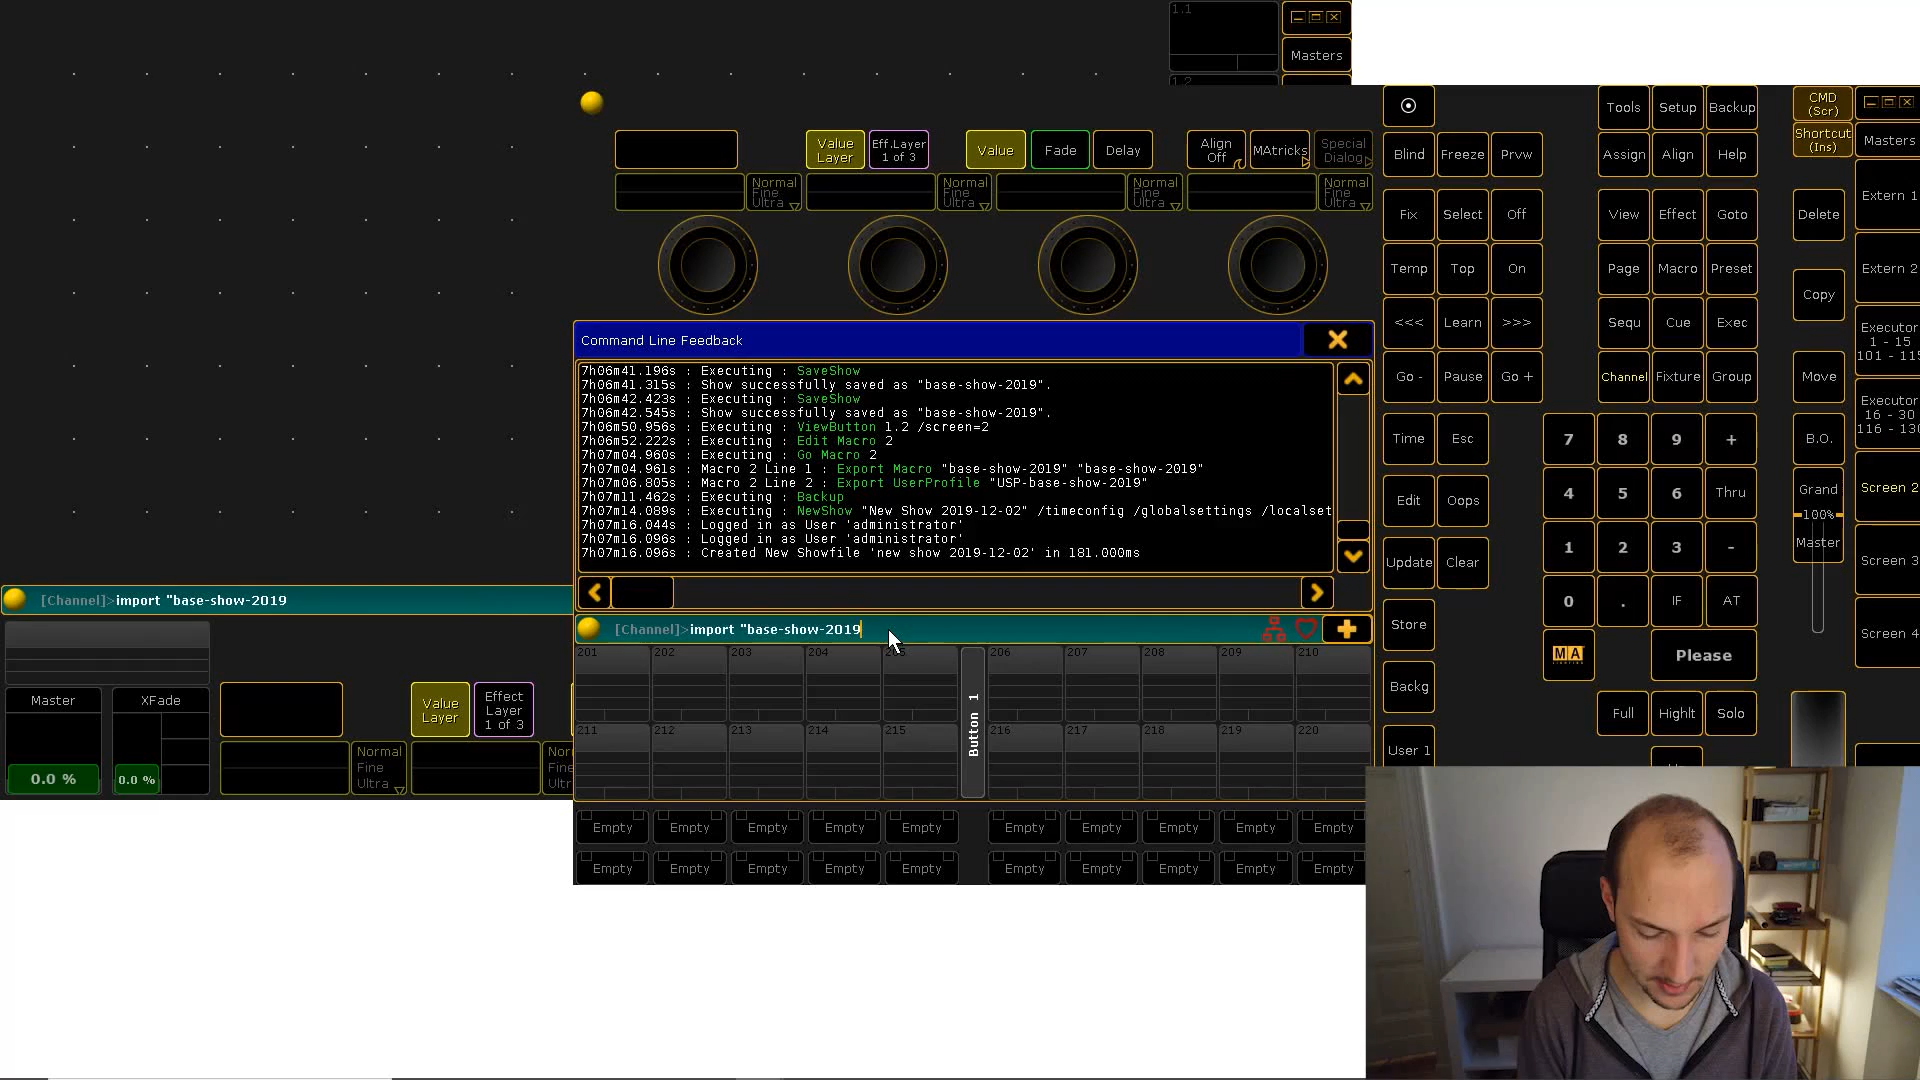 1.1
Masters
1.2
Value Layer
Eff.Layer 1 of 3
Value
Fade
Delay
Align Off
MAtricks
Special Dialog
Normal Fine Ultra
Normal Fine Ultra
Normal Fine Ultra
Normal Fine Ultra
Command Line Feedback
7h06m41.196s : Executing : SaveShow
7h06m41.315s : Show successfully saved as "base-show-2019".
7h06m42.423s : Executing : SaveShow
7h06m42.545s : Show successfully saved as "base-show-2019".
7h06m50.956s : Executing : ViewButton 1.2 /screen=2
7h06m52.222s : Executing : Edit Macro 2
7h07m04.960s : Executing : Go Macro 2
7h07m04.961s : Macro 2 Line 1 : Export Macro "base-show-2019" "base-show-2019"
7h07m06.805s : Macro 2 Line 2 : Export UserProfile "USP-base-show-2019"
7h07m11.462s : Executing : Backup
7h07m14.089s : Executing : NewShow "New Show 2019-12-02" /timeconfig /globalsettings /localset
7h07m16.044s : Logged in as User 'administrator'
7h07m16.096s : Logged in as User 'administrator'
7h07m16.096s : Created New Showfile 'new show 2019-12-02' in 181.000ms
[Channel]>import "base-show-2019
[Channel]>import "base-show-2019
201 202 203 204 205
206 207 208 209 210
211 212 213 214 215
216 217 218 219 220
Button 1
Empty Empty Empty Empty Empty Empty Empty Empty Empty Empty
Empty Empty Empty Empty Empty Empty Empty Empty Empty Empty
Master
XFade
0.0 %
0.0 %
Value Layer
Effect Layer 1 of 3
Normal Fine Ultra
Blind Freeze Prvw
Fix Select Off
Temp Top On
<<< Learn >>>
Go - Pause Go +
Time Esc
Edit Oops
Update Clear
Store
Backg
User 1
Tools Setup Backup
Assign Align Help
View Effect Goto
Page Macro Preset
Sequ Cue Exec
Channel Fixture Group
7 8 9 +
4 5 6 Thru
1 2 3 -
0 . IF AT
MA
Please
Full Highlt Solo
CMD (Scr)
Shortcut (Ins)
Delete
Copy
Move
B.O.
Grand
100%
Master
Masters
Extern 1
Extern 2
Executor 1 - 15
Executor 16 - 30
Screen 2
Screen 3
Screen 4